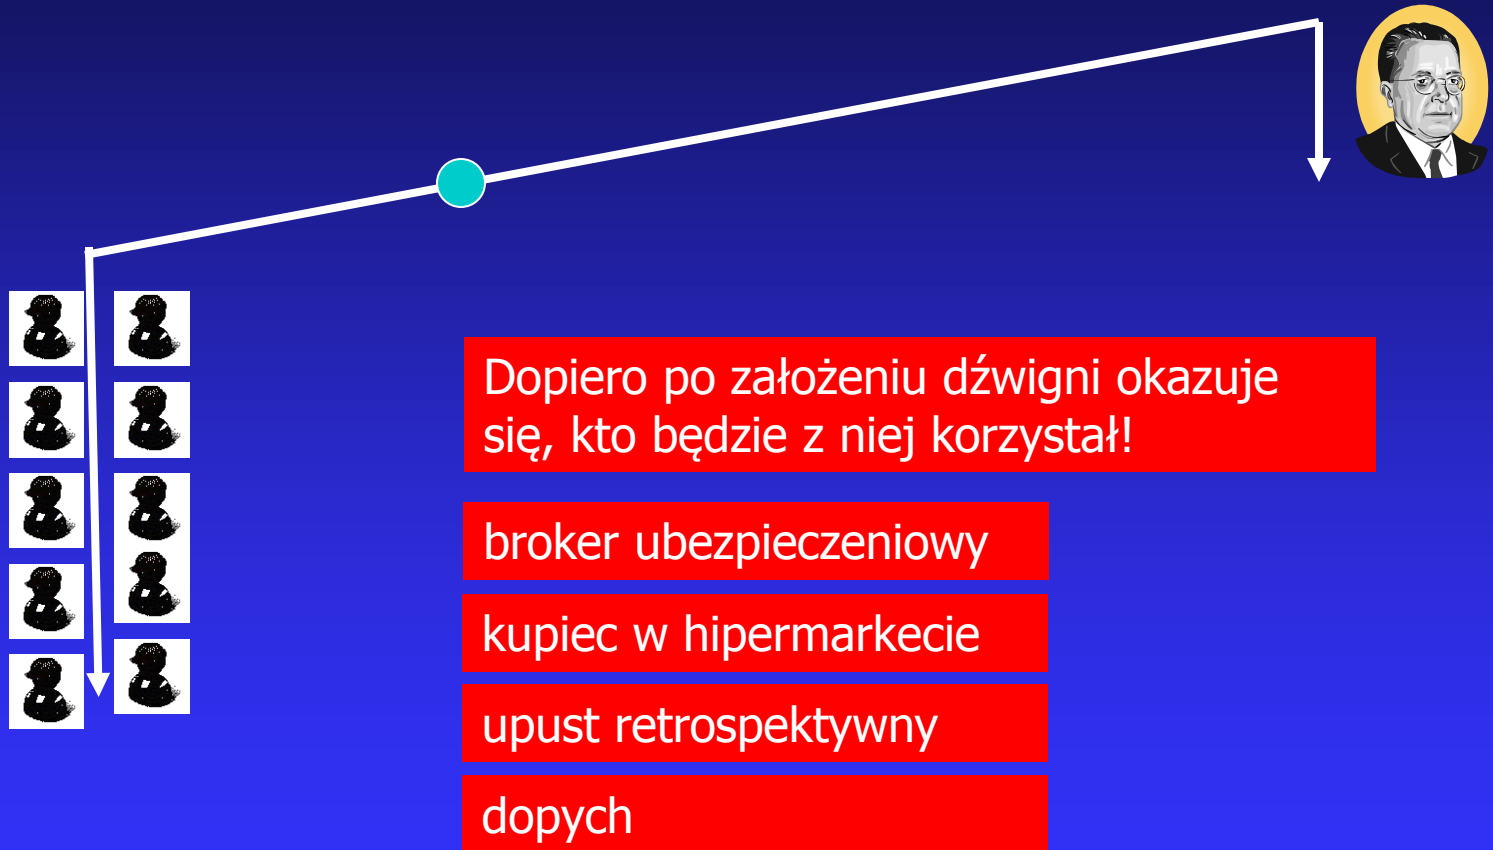 Dopiero po założeniu dźwigni okazuje
się, kto będzie z niej korzystał!
broker ubezpieczeniowy
kupiec w hipermarkecie
upust retrospektywny
dopych